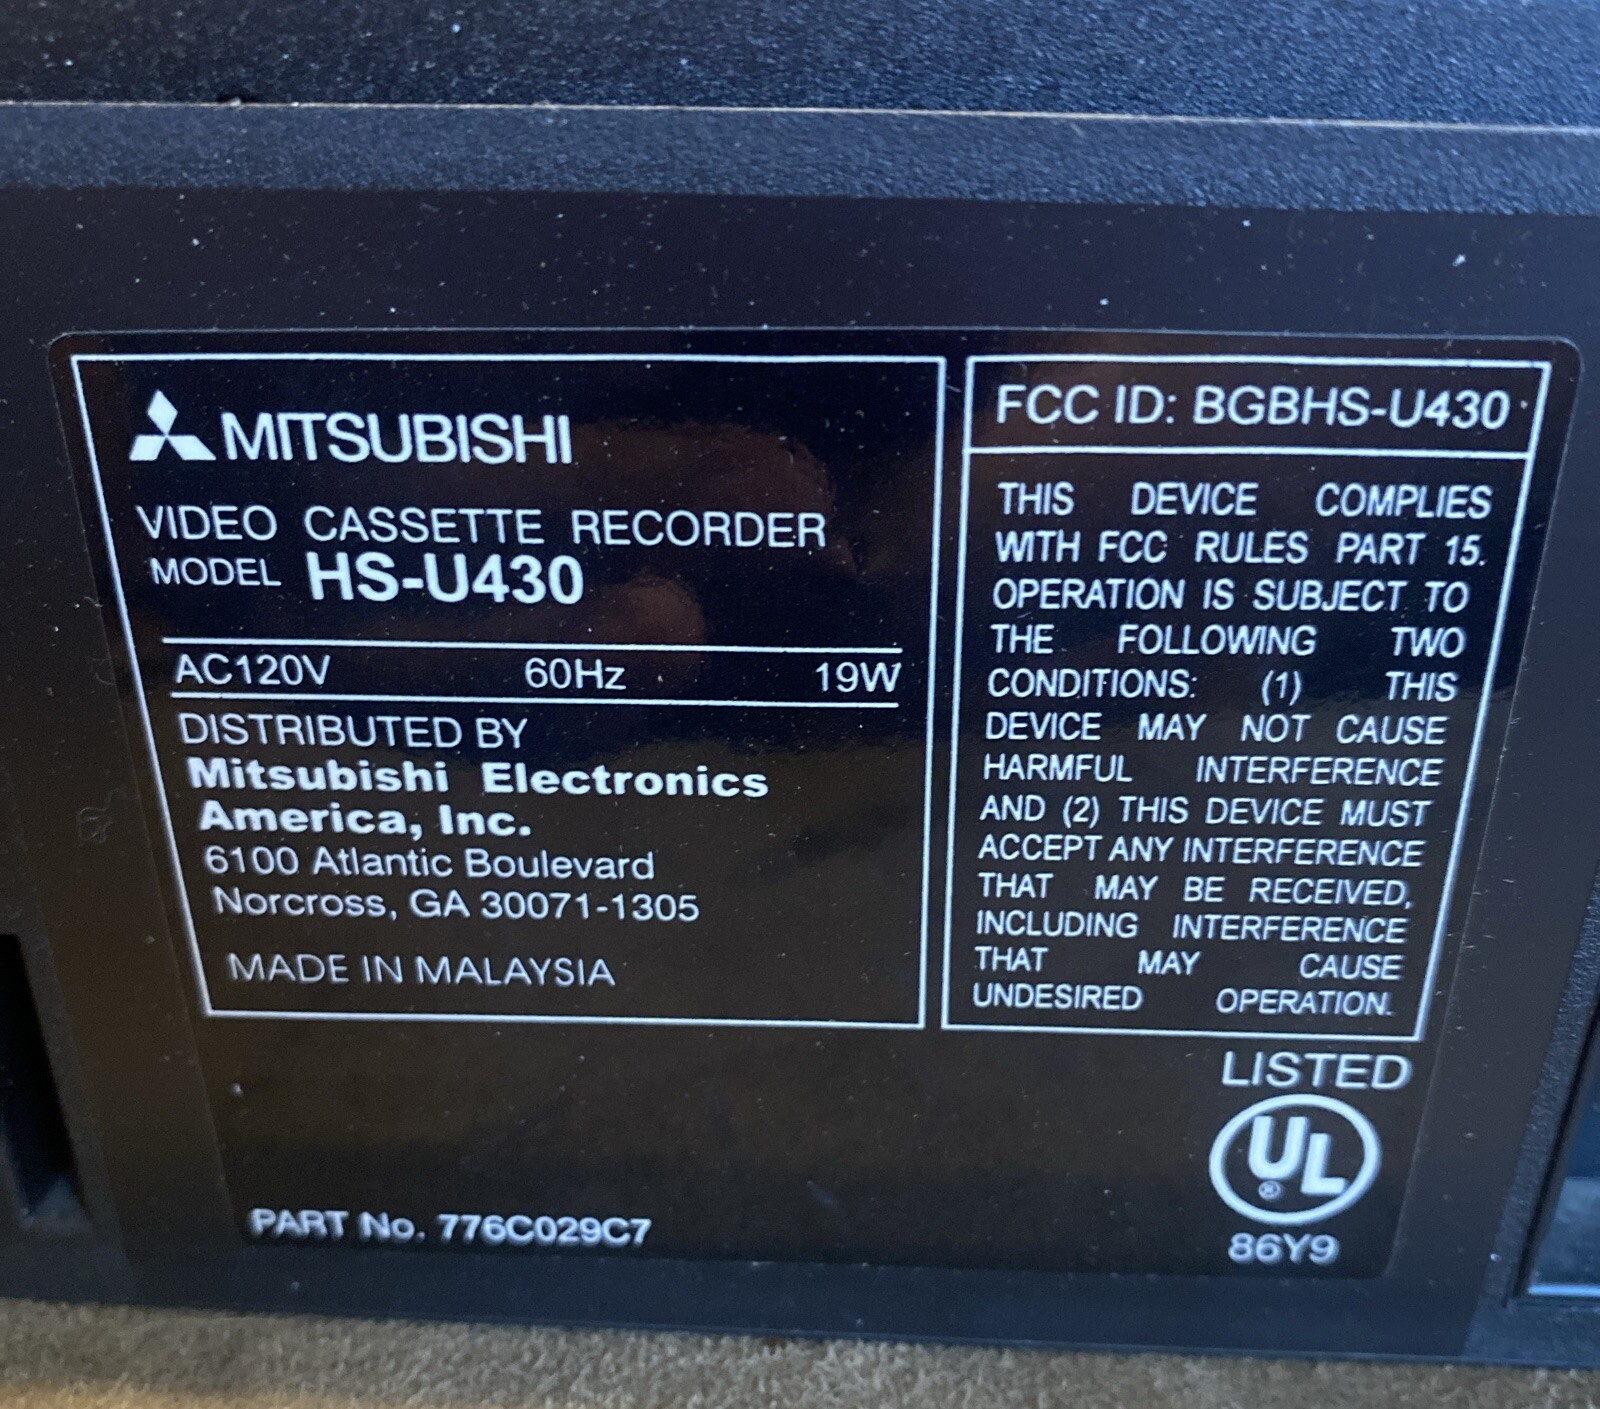 MITSUBISHI
VIDEO CASSETTE RECORDER
MODEL HS-U430
AC120V 60Hz 19W
DISTRIBUTED BY
Mitsubishi Electronics
America, Inc.
6100 Atlantic Boulevard
Norcross, GA 30071-1305
MADE IN MALAYSIA
FCC ID: BGBHS-U430
THIS DEVICE COMPLIES
WITH FCC RULES PART 15.
OPERATION IS SUBJECT TO
THE FOLLOWING TWO
CONDITIONS: (1) THIS
DEVICE MAY NOT CAUSE
HARMFUL INTERFERENCE
AND (2) THIS DEVICE MUST
ACCEPT ANY INTERFERENCE
THAT MAY BE RECEIVED,
INCLUDING INTERFERENCE
THAT MAY CAUSE
UNDESIRED OPERATION.
LISTED
UL
®
86Y9
PART No. 776C029C7